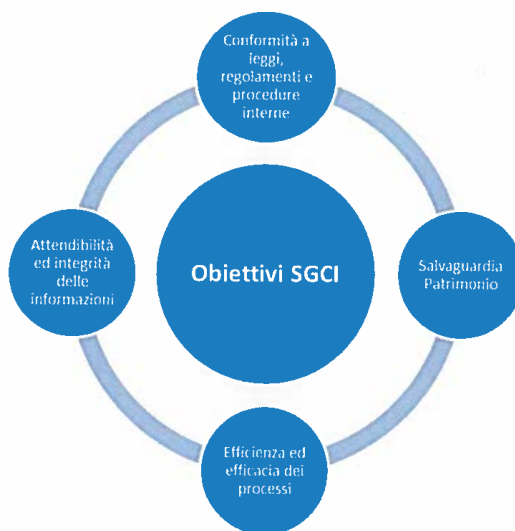 Conformità a
leggi,
regolamenti e
procedure
interne
Attendibilità
ed integrità
delle
informazioni
Obiettivi SGCI
Salvaguardia
Patrimonio
Efficienza ed
efficacia dei
processi